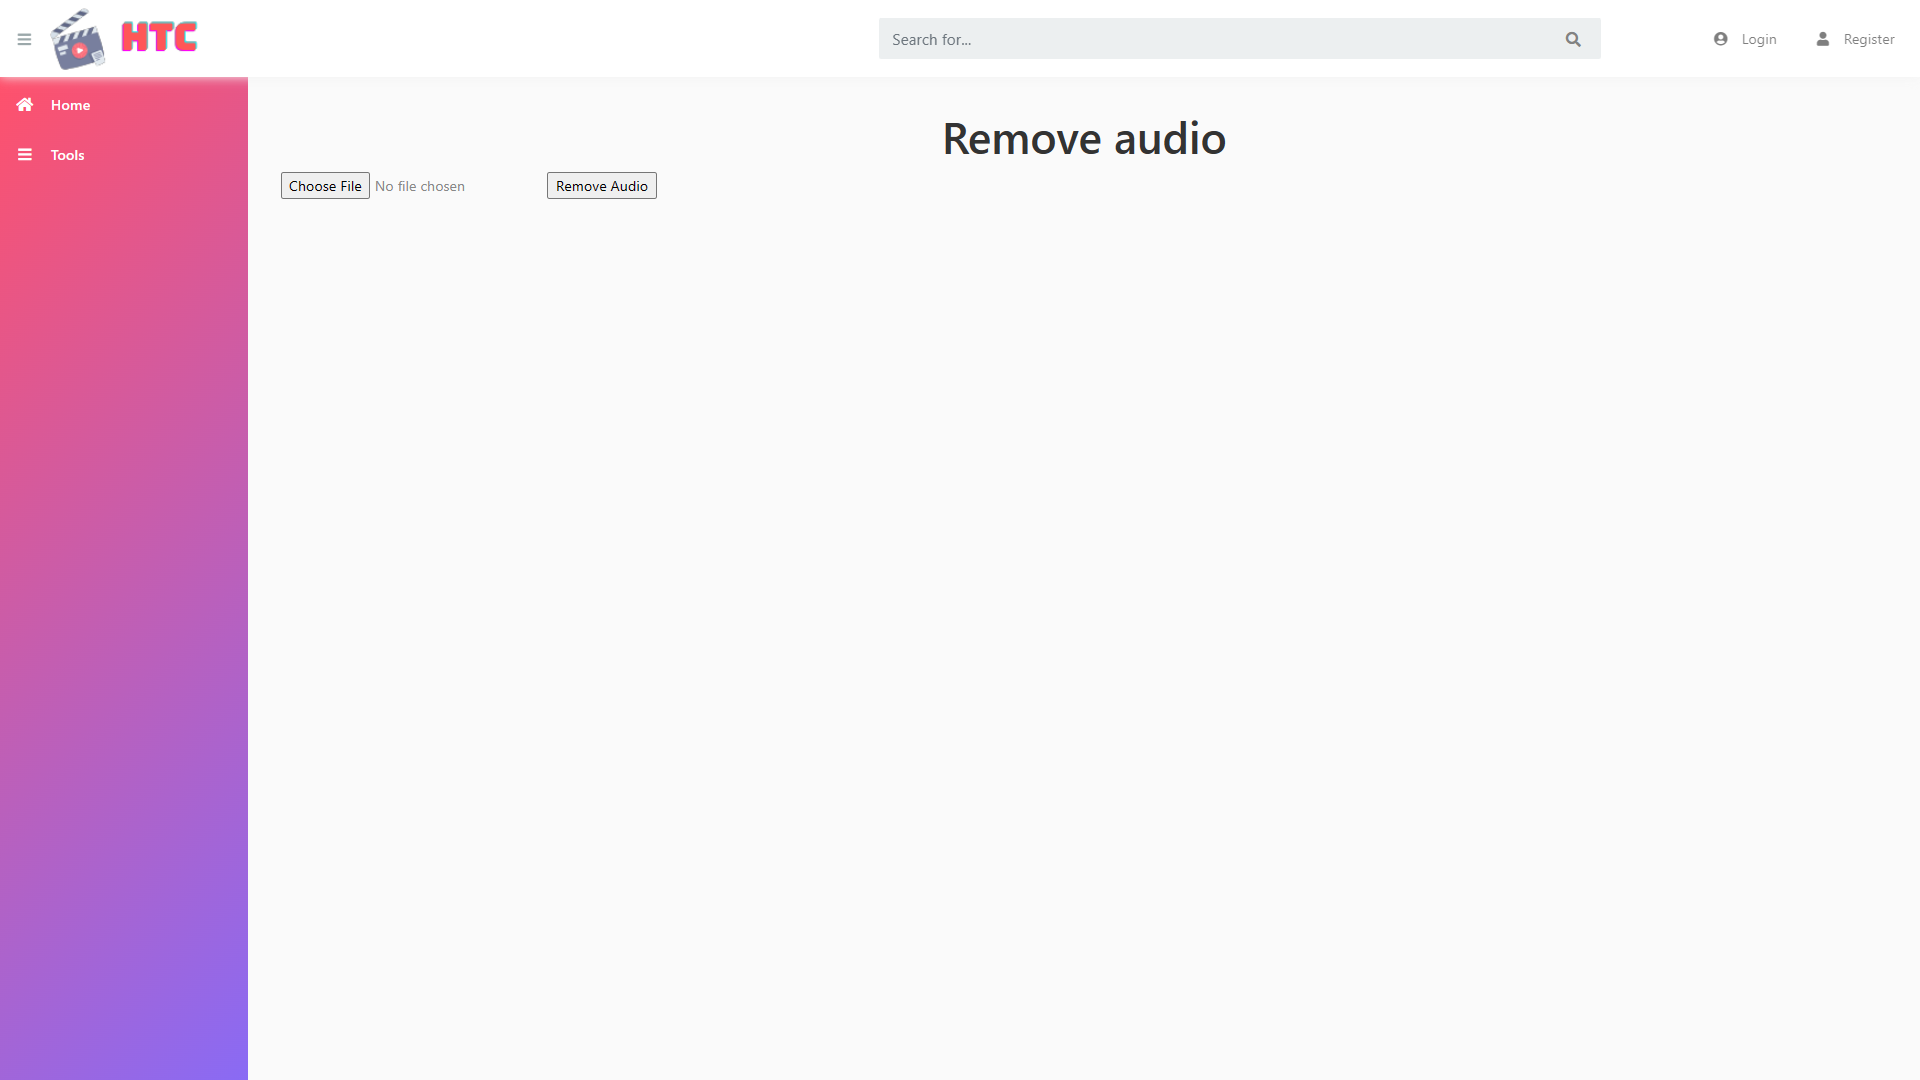 HTC
Search for...
Login
Register
Home
Tools
Remove audio
Choose File No file chosen
Remove Audio